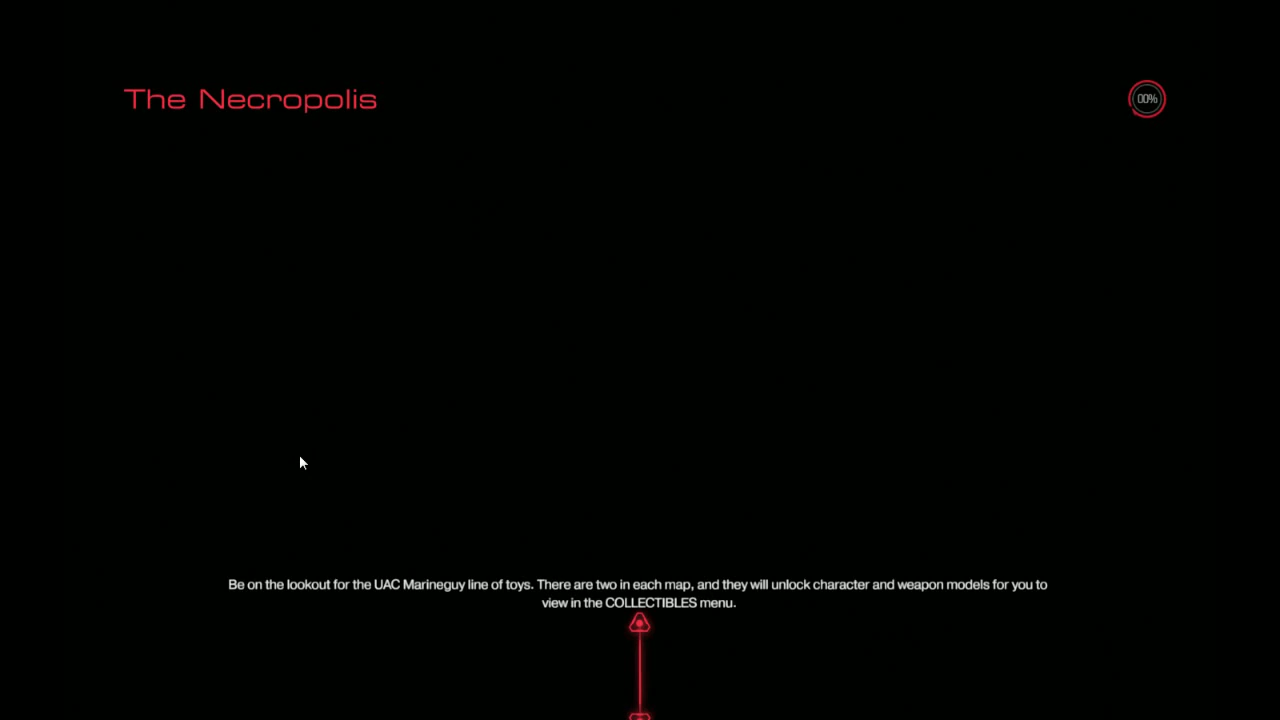 The Necropolis
00%
Be on the lookout for the UAC Marineguy line of toys. There are two in each map, and they will unlock character and weapon models for you to
view in the COLLECTIBLES menu.